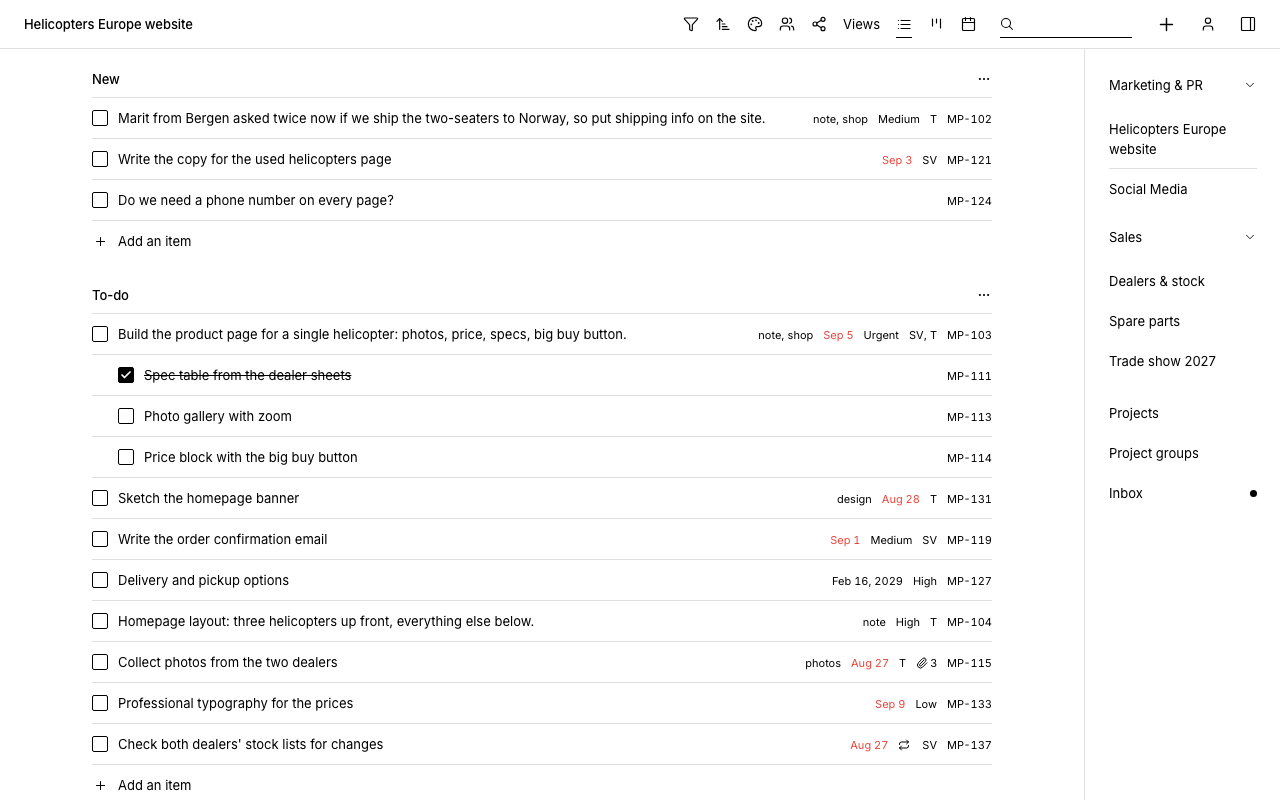 Helicopters Europe website
Views
New
Marit from Bergen asked twice now if we ship the two-seaters to Norway, so put shipping info on the site. note, shop Medium T MP-102
Write the copy for the used helicopters page Sep 3 SV MP-121
Do we need a phone number on every page? MP-124
Add an item
To-do
Build the product page for a single helicopter: photos, price, specs, big buy button. note, shop Sep 5 Urgent SV, T MP-103
Spec table from the dealer sheets MP-111
Photo gallery with zoom MP-113
Price block with the big buy button MP-114
Sketch the homepage banner design Aug 28 T MP-131
Write the order confirmation email Sep 1 Medium SV MP-119
Delivery and pickup options Feb 16, 2029 High MP-127
Homepage layout: three helicopters up front, everything else below. note High T MP-104
Collect photos from the two dealers photos Aug 27 T 3 MP-115
Professional typography for the prices Sep 9 Low MP-133
Check both dealers' stock lists for changes Aug 27 SV MP-137
Add an item
Marketing & PR
Helicopters Europe
website
Social Media
Sales
Dealers & stock
Spare parts
Trade show 2027
Projects
Project groups
Inbox